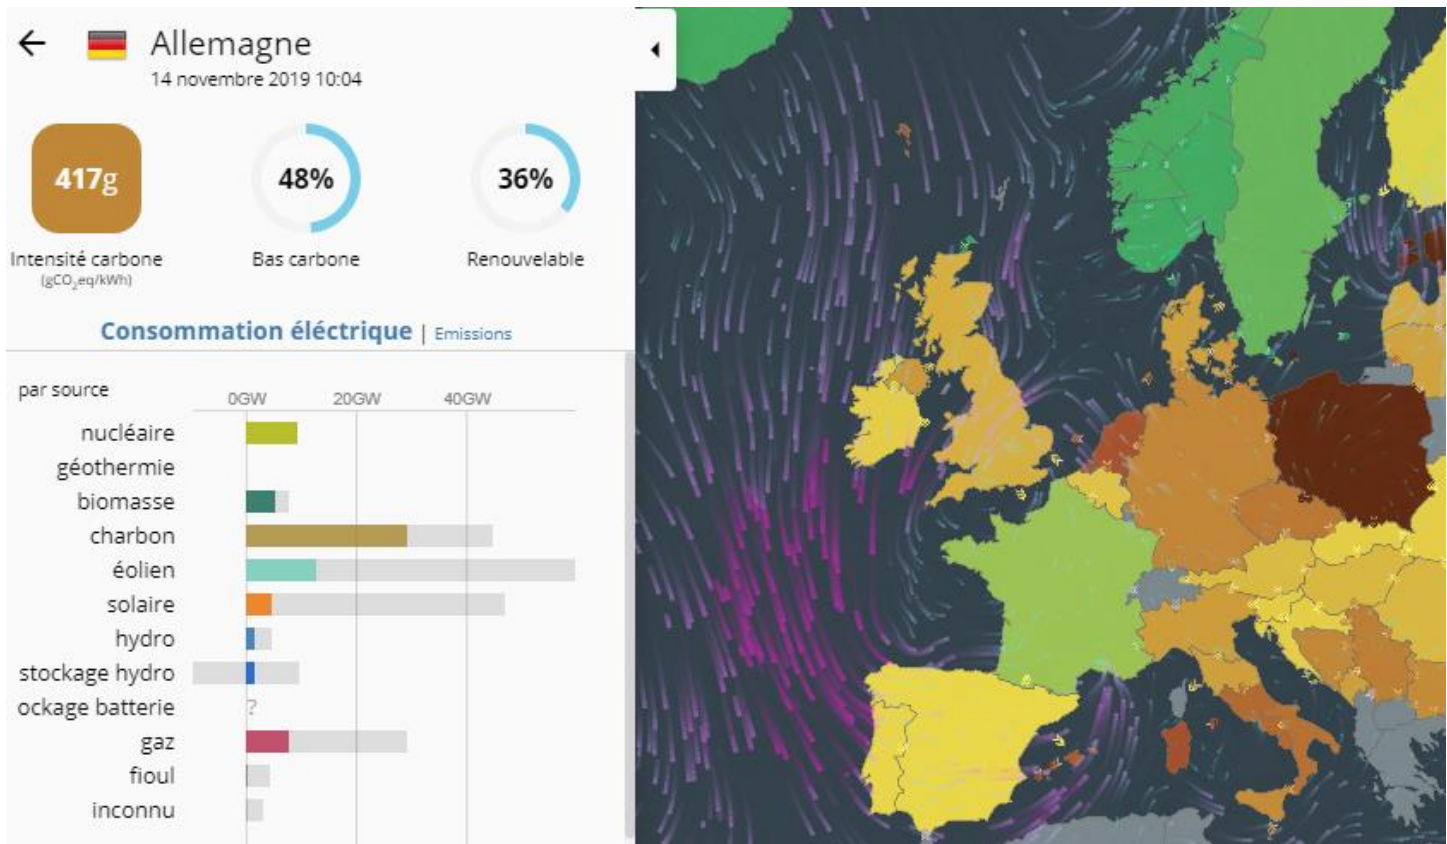 Allemagne
14 novembre 2019 10:04
417g
48%
36%
Intensité carbone
(gCO₂eq/kWh)
Bas carbone
Renouvelable
Consommation éléctrique | Emissions
par source
0GW 20GW 40GW
nucléaire
géothermie
biomasse
charbon
éolien
solaire
hydro
stockage hydro
ockage batterie ?
gaz
fioul
inconnu